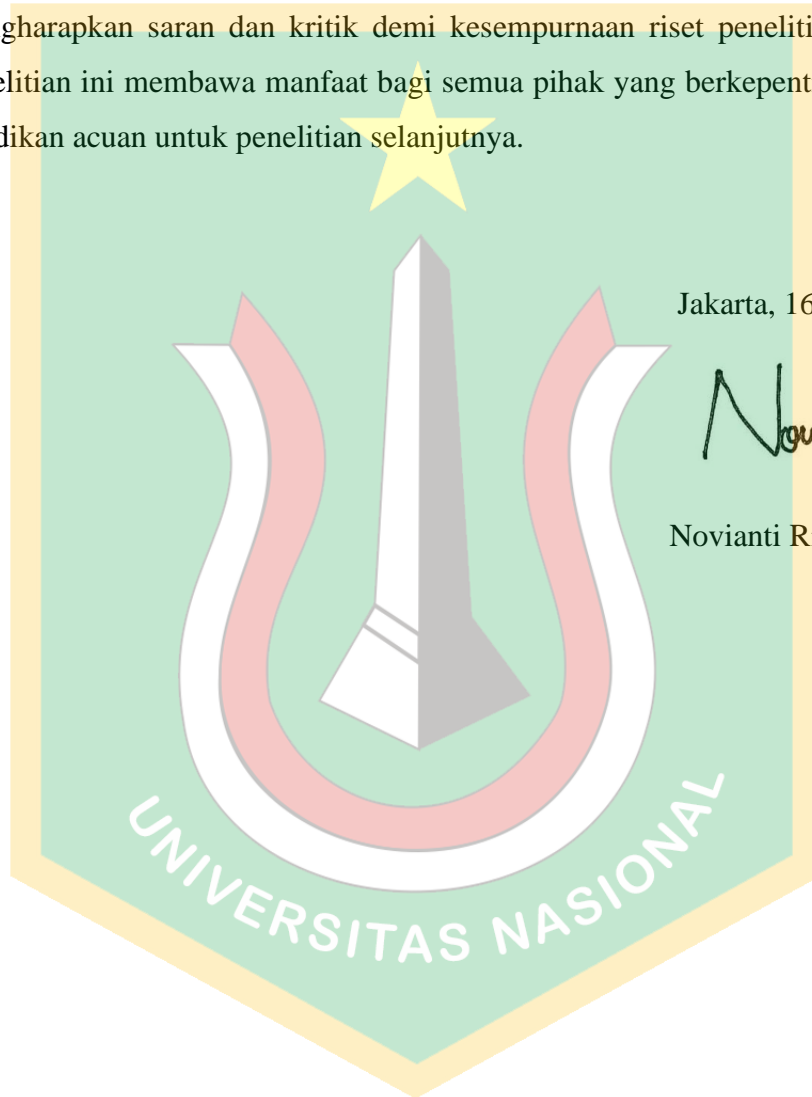 gharapkan saran dan kritik demi kesempurnaan riset peneliti
elitian ini membawa manfaat bagi semua pihak yang berkepent
dikan acuan untuk penelitian selanjutnya.
Jakarta, 16
Nov
Novianti R
UNIVERSITAS NASIONAL